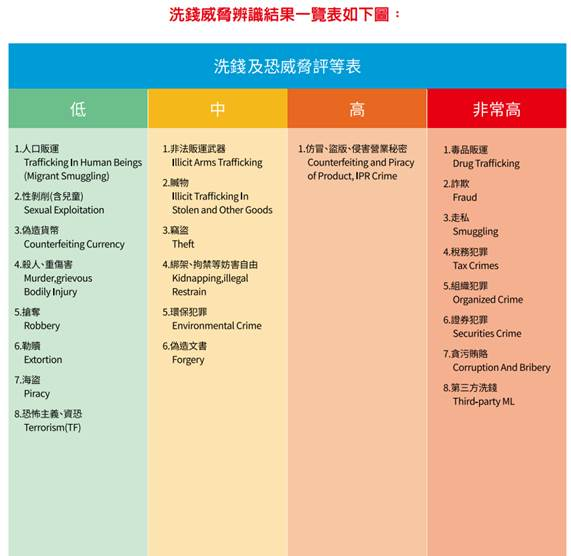 洗錢威脅辨識結果一覽表如下圖：
洗錢及恐威脅評等表
低
中
高
非常高
1.人口販運
Trafficking In Human Beings
(Migrant Smuggling)
2.性剝削(含兒童)
Sexual Exploitation
3.偽造貨幣
Counterfeiting Currency
4.殺人、重傷害
Murder,grievous
Bodily Injury
5.搶奪
Robbery
6.勒贖
Extortion
7.海盜
Piracy
8.恐怖主義、資恐
Terrorism(TF)
1.非法販運武器
Illicit Arms Trafficking
2.贓物
Illicit Trafficking In
Stolen and Other Goods
3.竊盜
Theft
4.綁架、拘禁等妨害自由
Kidnapping,illegal
Restrain
5.環保犯罪
Environmental Crime
6.偽造文書
Forgery
1.仿冒、盜版、侵害營業秘密
Counterfeiting and Piracy
of Product, IPR Crime
1.毒品販運
Drug Trafficking
2.詐欺
Fraud
3.走私
Smuggling
4.稅務犯罪
Tax Crimes
5.組織犯罪
Organized Crime
6.證券犯罪
Securities Crime
7.貪污賄賂
Corruption And Bribery
8.第三方洗錢
Third-party ML